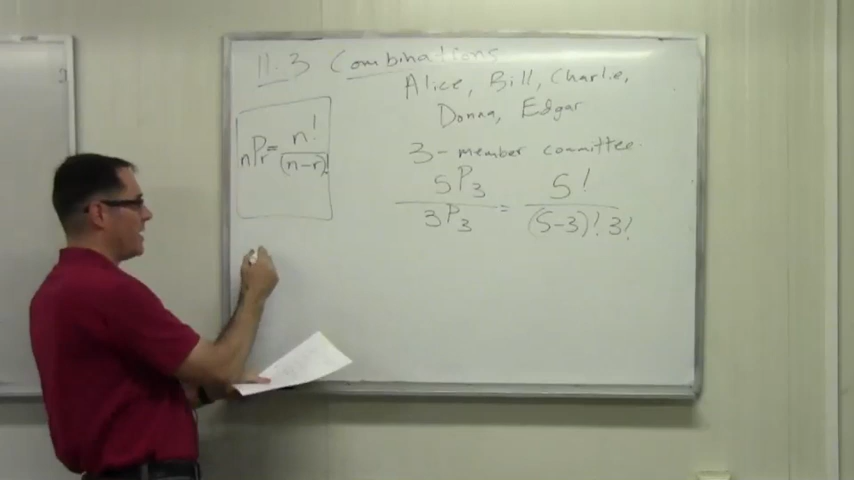 11.3 Combinations
Alice, Bill, Charlie,
Donna, Edgar
nPr = n! / (n-r)!
3-member committee.
5P3 / 3P3 = 5! / (5-3)! 3!